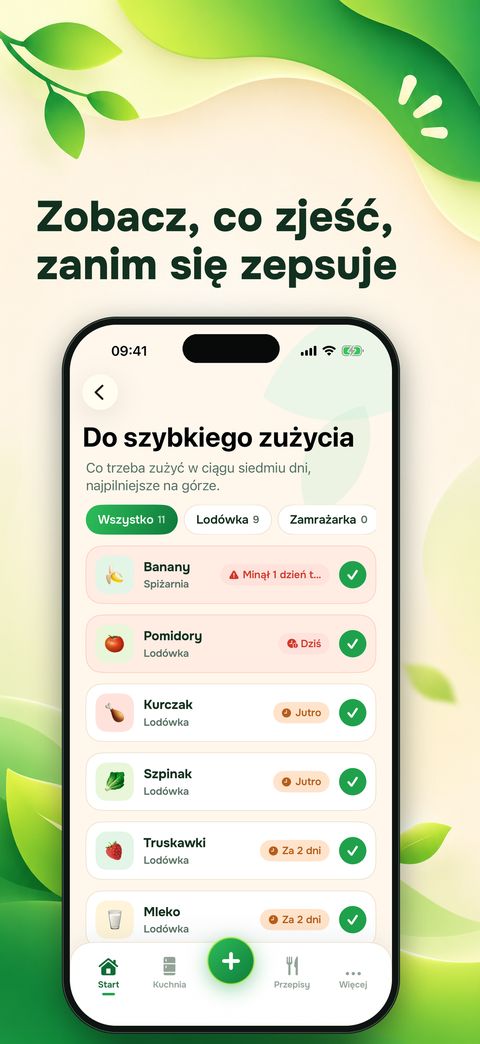 Zobacz, co zjeść,
zanim się zepsuje
09:41
Do szybkiego zużycia
Co trzeba zużyć w ciągu siedmiu dni,
najpilniejsze na górze.
Wszystko 11 Lodówka 9 Zamrażarka 0
Banany
Spiżarnia
Minął 1 dzień t...
Pomidory
Lodówka
Dziś
Kurczak
Lodówka
Jutro
Szpinak
Lodówka
Jutro
Truskawki
Lodówka
Za 2 dni
Mleko
Lodówka
Za 2 dni
Start Kuchnia Przepisy Więcej